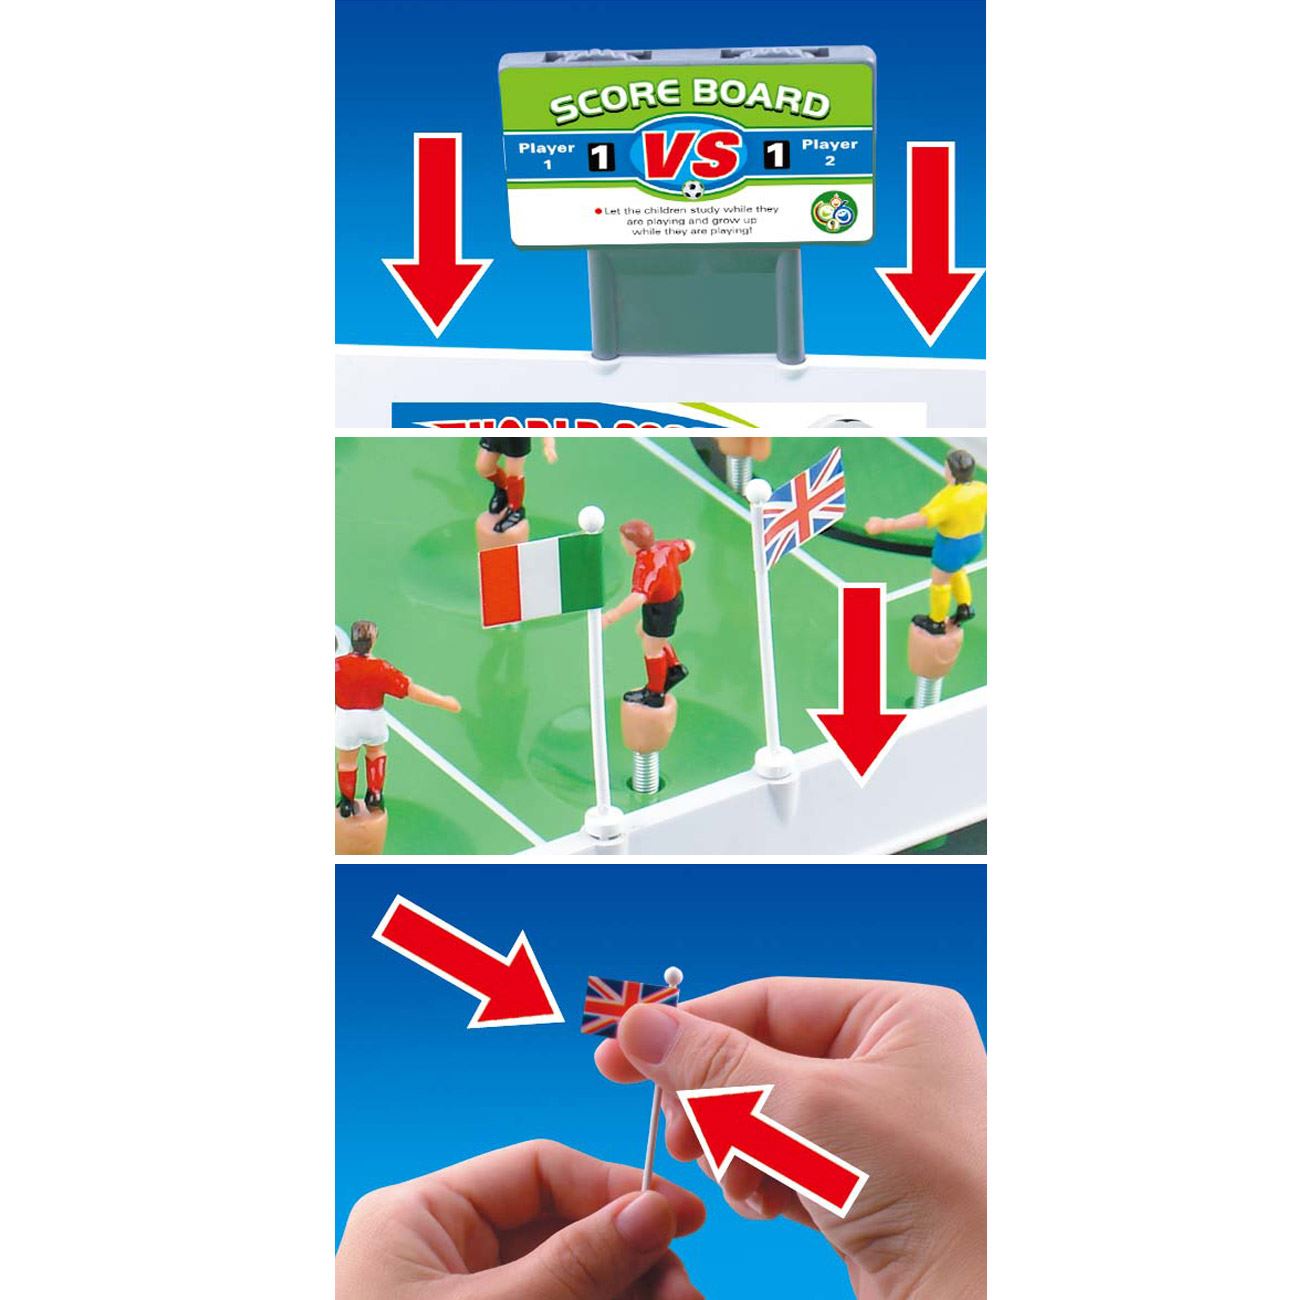 SCORE BOARD
Player 1 1 VS 1 Player 2
Let the children study while they
are playing and grow up
while they are playing!
WORLD